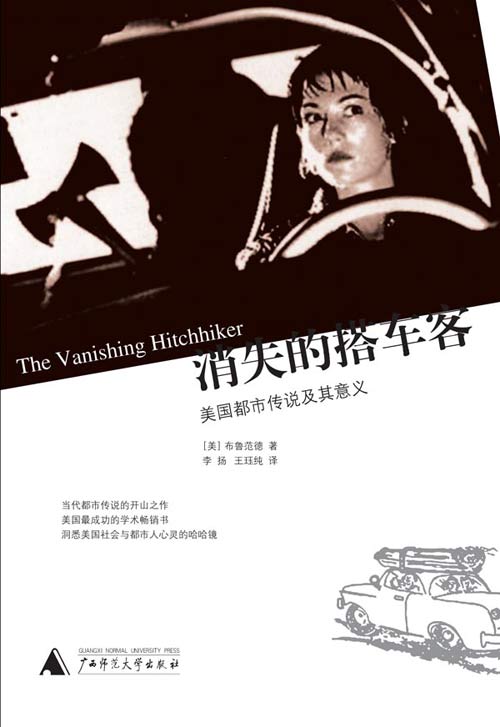 The Vanishing Hitchhiker
消失的搭车客
美国都市传说及其意义
[美] 布鲁范德 著
李 扬 王珏纯 译
当代都市传说的开山之作
美国最成功的学术畅销书
洞悉美国社会与都市人心灵的哈哈镜
GUANGXI NORMAL UNIVERSITY PRESS
广西师范大学出版社